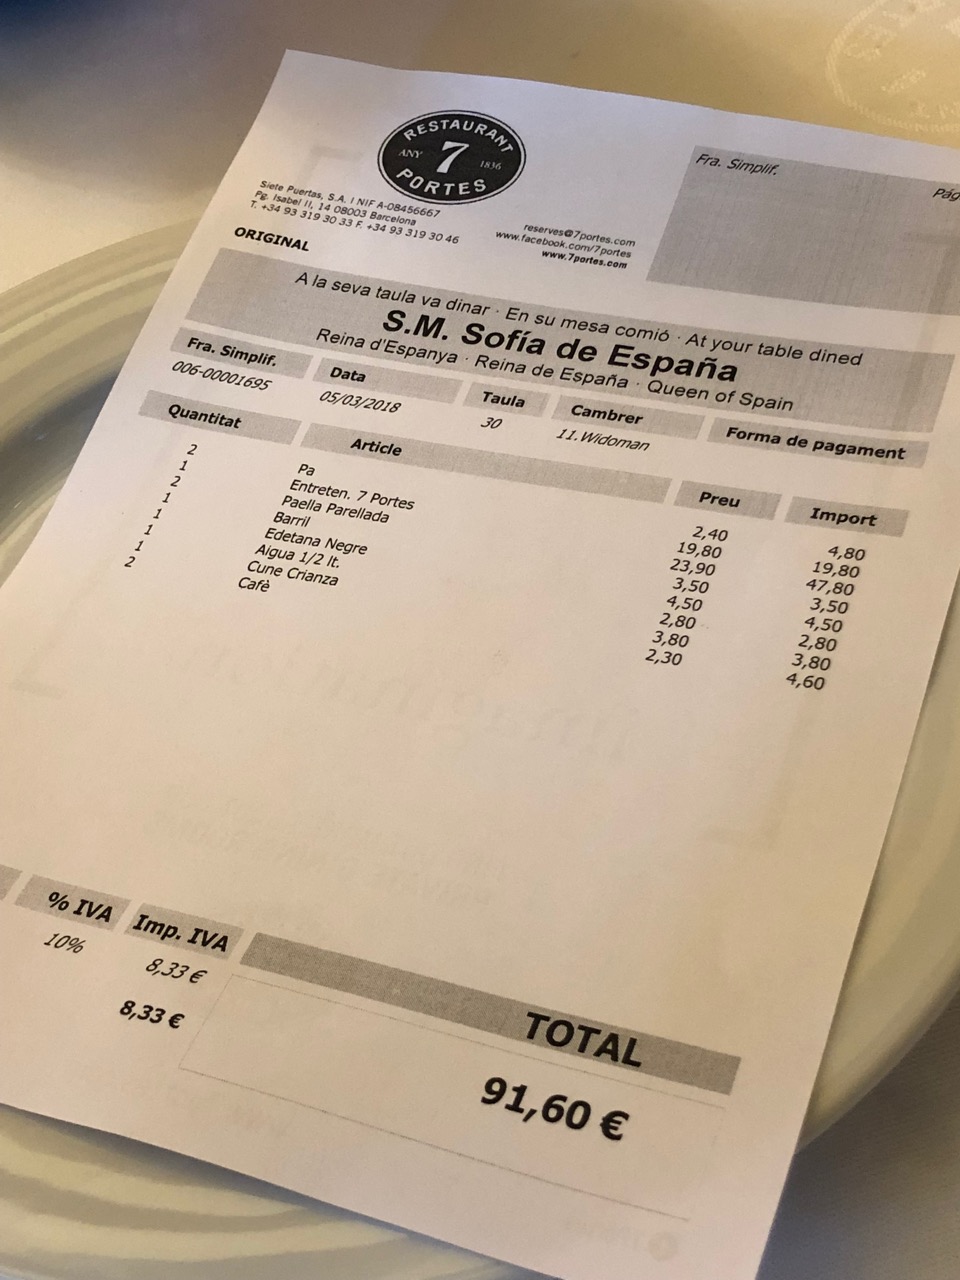 RESTAURANT
ANY 7 1836
PORTES
Siete Puertas, S.A. I NIF A-08456667
Pg. Isabel II, 14 08003 Barcelona
T. +34 93 319 30 33 F. +34 93 319 30 46
reserves@7portes.com
www.facebook.com/7portes
www.7portes.com
Fra. Simplif.
Pág
ORIGINAL
A la seva taula va dinar · En su mesa comió · At your table dined
S.M. Sofía de España
Reina d'Espanya · Reina de España · Queen of Spain
Fra. Simplif. Data Taula Cambrer Forma de pagament
006-00001695 05/03/2018 30 11.Widoman
Quantitat Article Preu Import
2 Pa 2,40 4,80
1 Entreten. 7 Portes 19,80 19,80
2 Paella Parellada 23,90 47,80
1 Barril 3,50 3,50
1 Edetana Negre 4,50 4,50
1 Aigua 1/2 lt. 2,80 2,80
1 Cune Crianza 3,80 3,80
2 Cafè 2,30 4,60
% IVA Imp. IVA TOTAL
10% 8,33 €
8,33 € 91,60 €